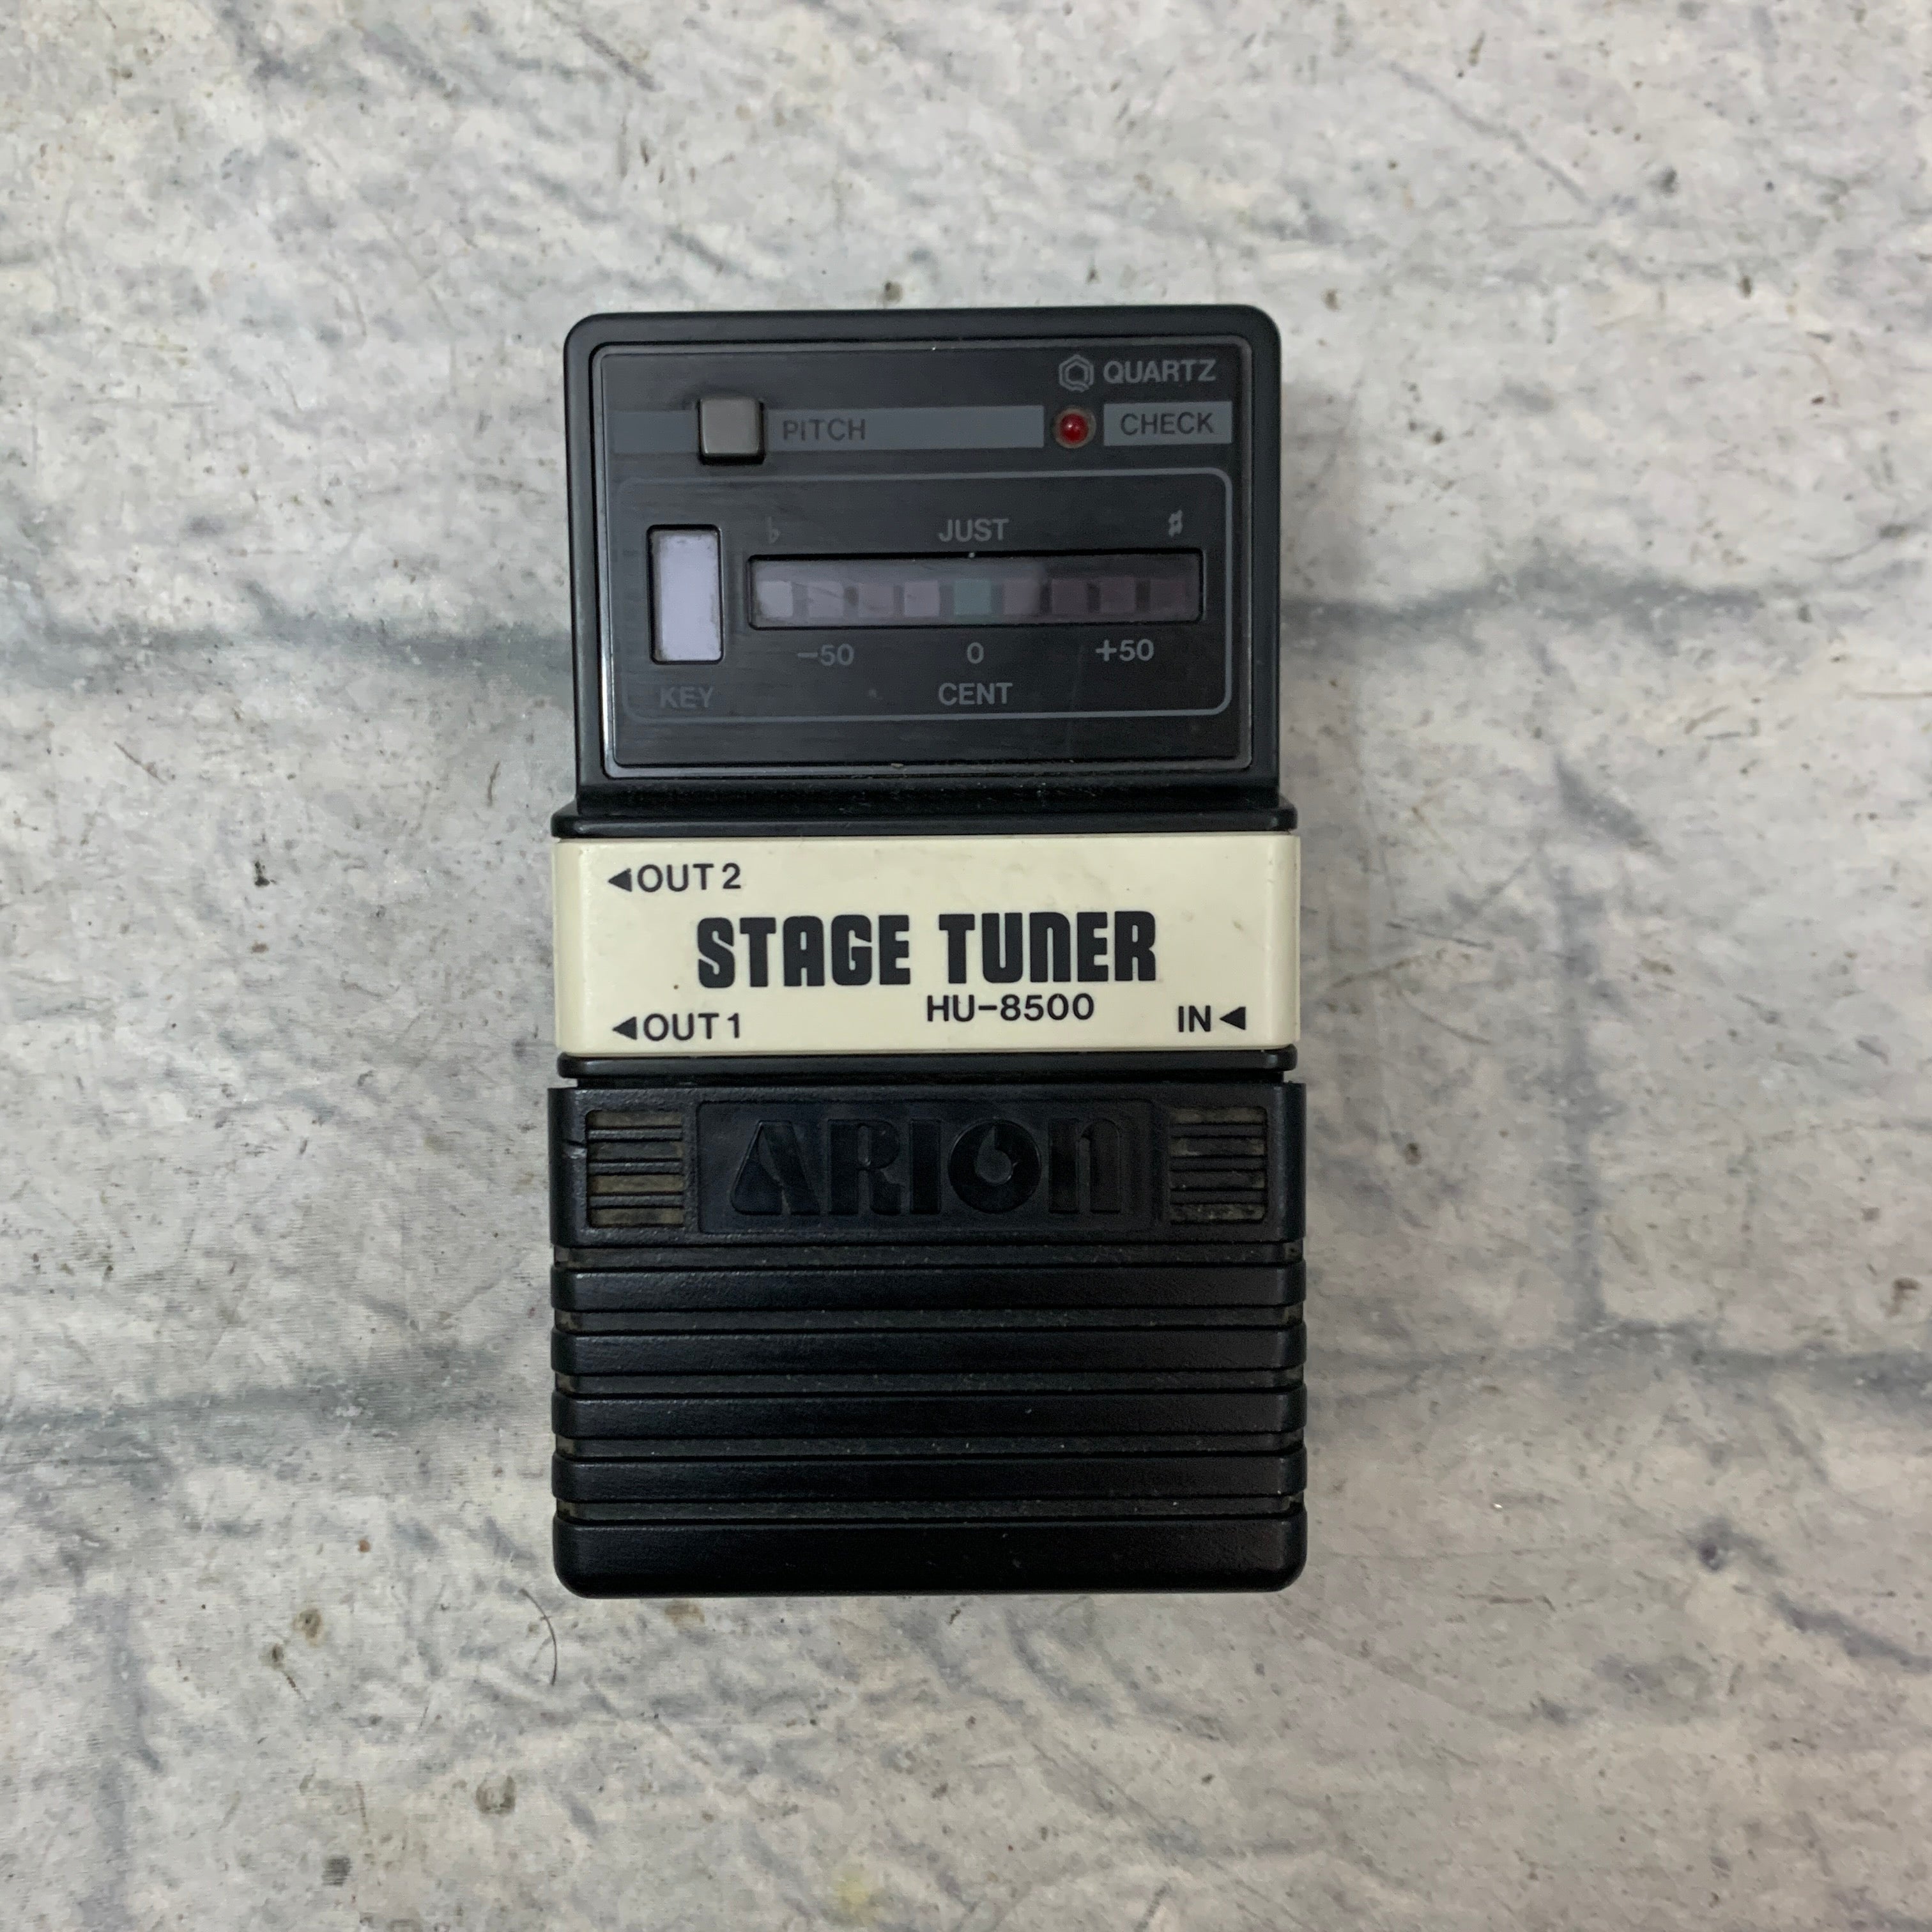 QUARTZ
PITCH CHECK
♭ JUST ♯
-50 0 +50
KEY CENT
◀OUT 2
STAGE TUNER
HU-8500
◀OUT 1 IN◀
ARION